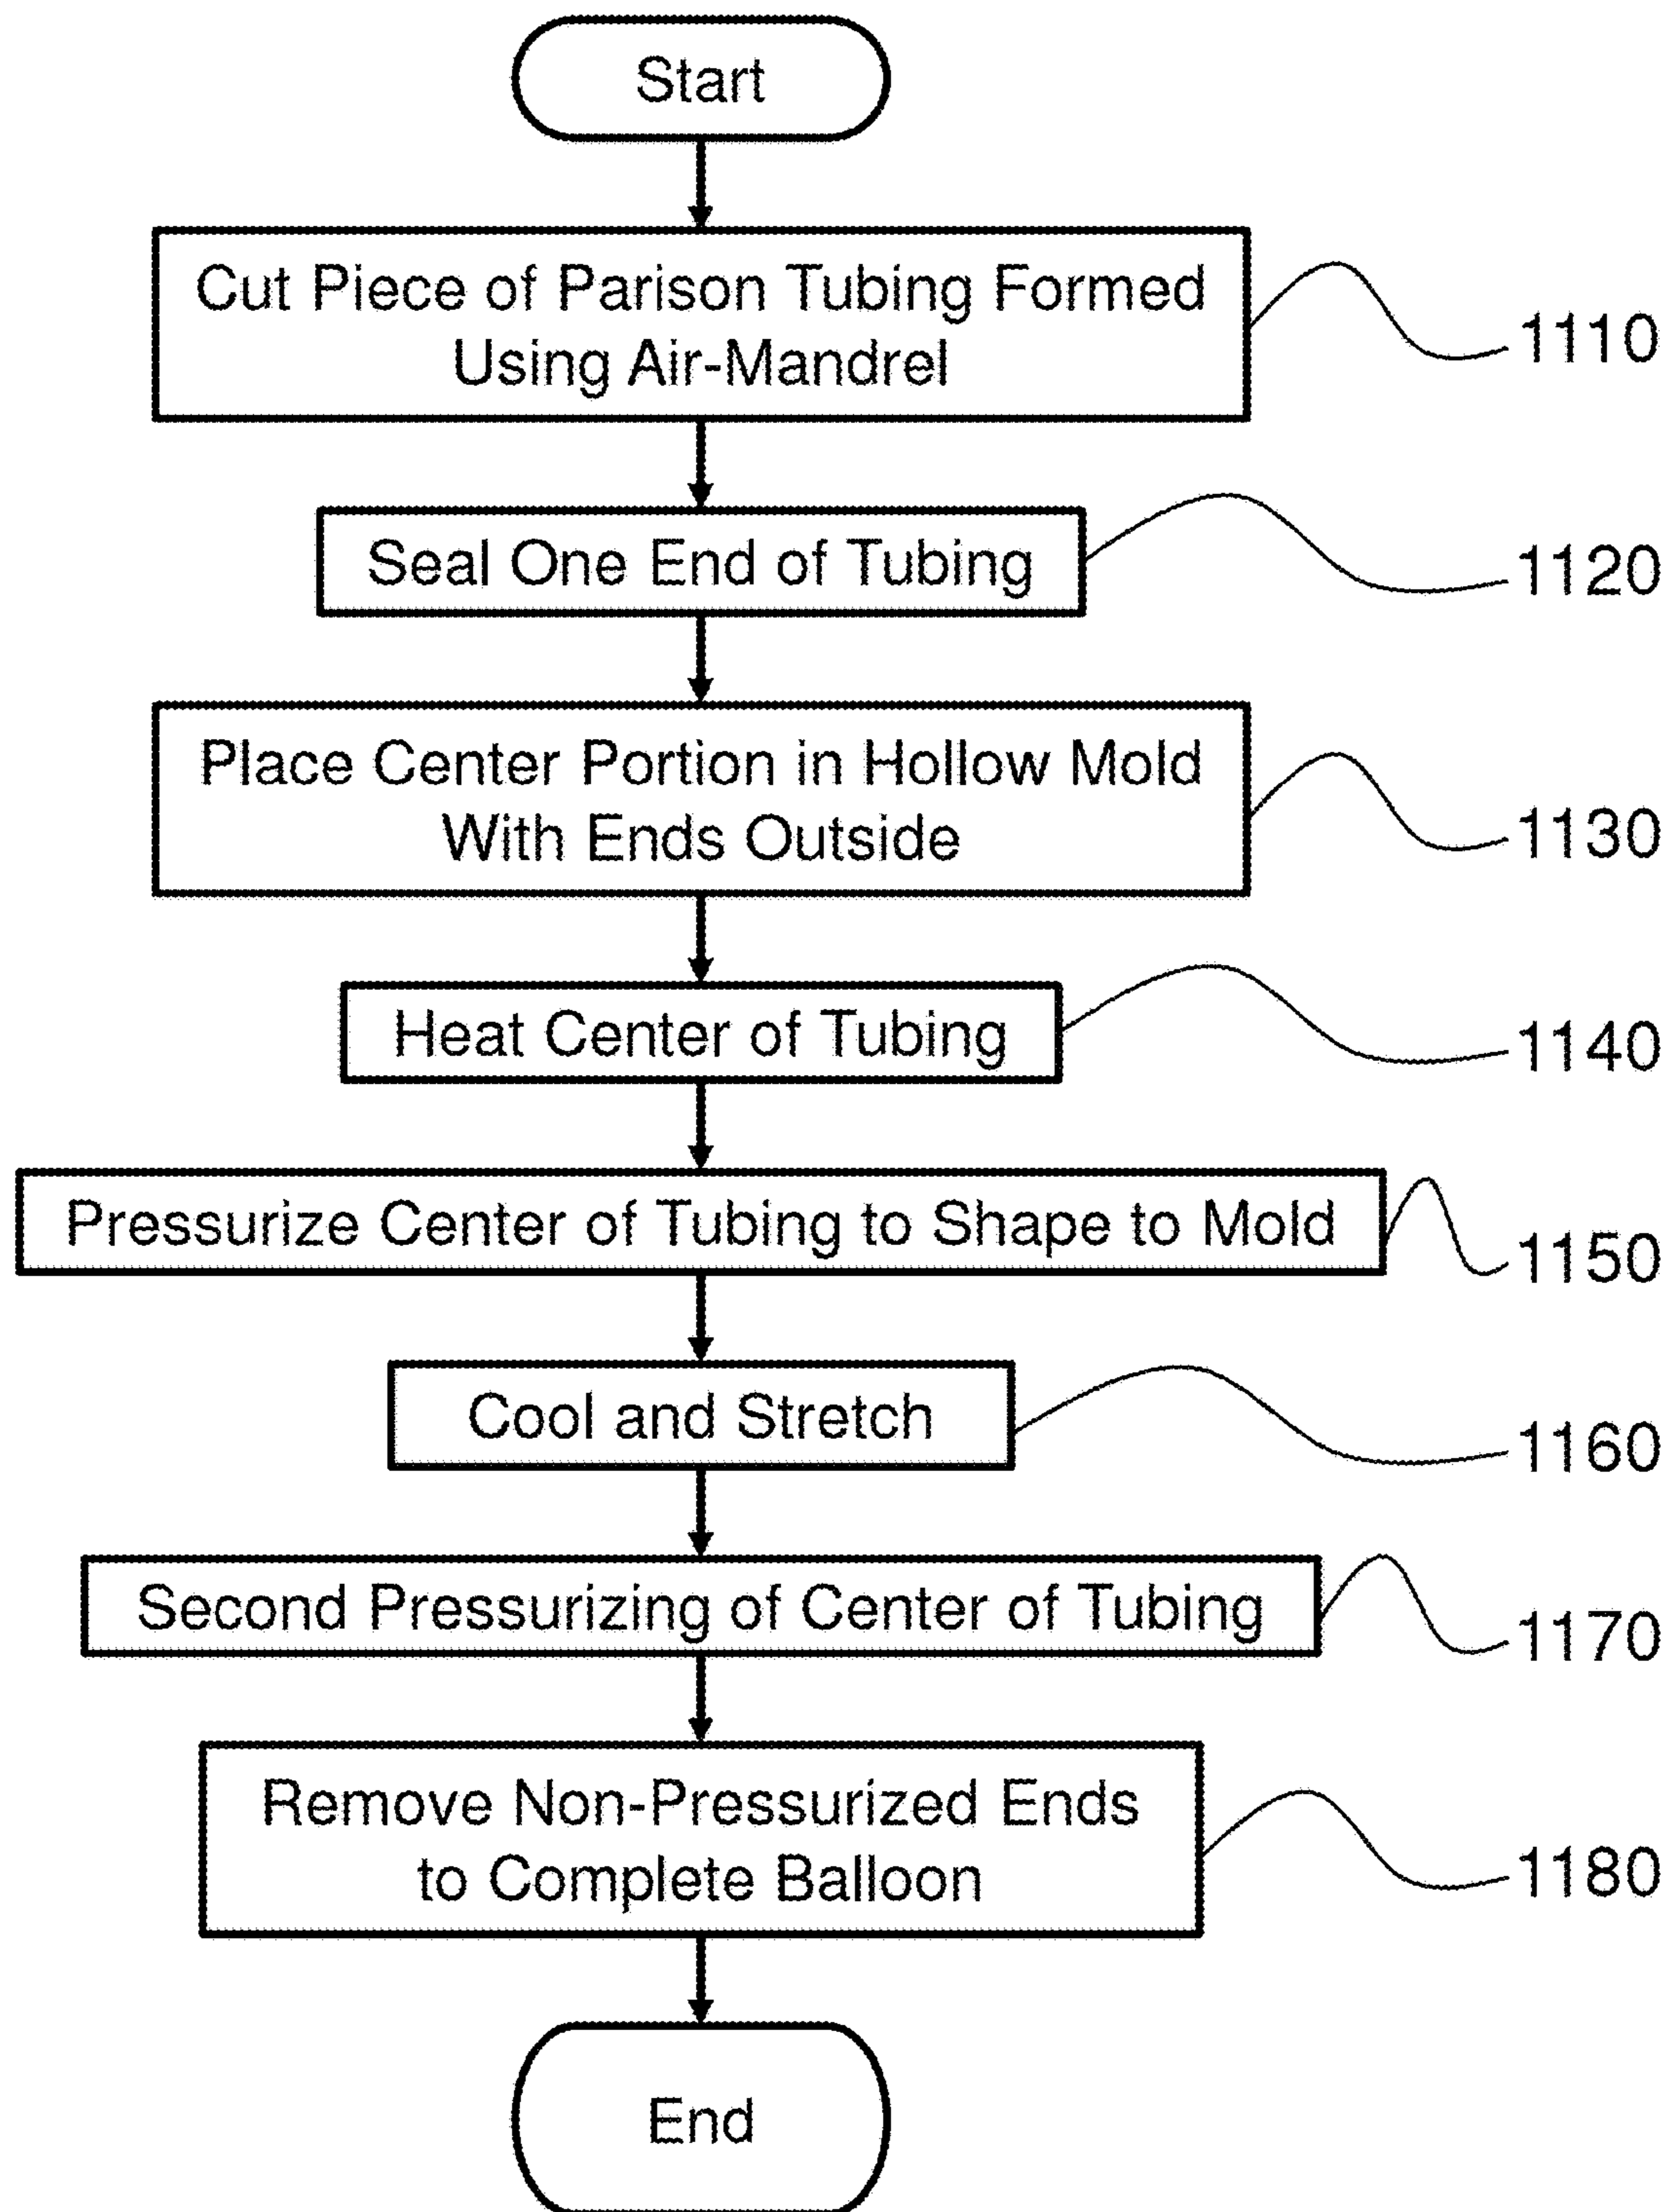 Start
Cut Piece of Parison Tubing Formed
Using Air-Mandrel
1110
Seal One End of Tubing
1120
Place Center Portion in Hollow Mold
With Ends Outside
1130
Heat Center of Tubing
1140
Pressurize Center of Tubing to Shape to Mold
1150
Cool and Stretch
1160
Second Pressurizing of Center of Tubing
1170
Remove Non-Pressurized Ends
to Complete Balloon
1180
End